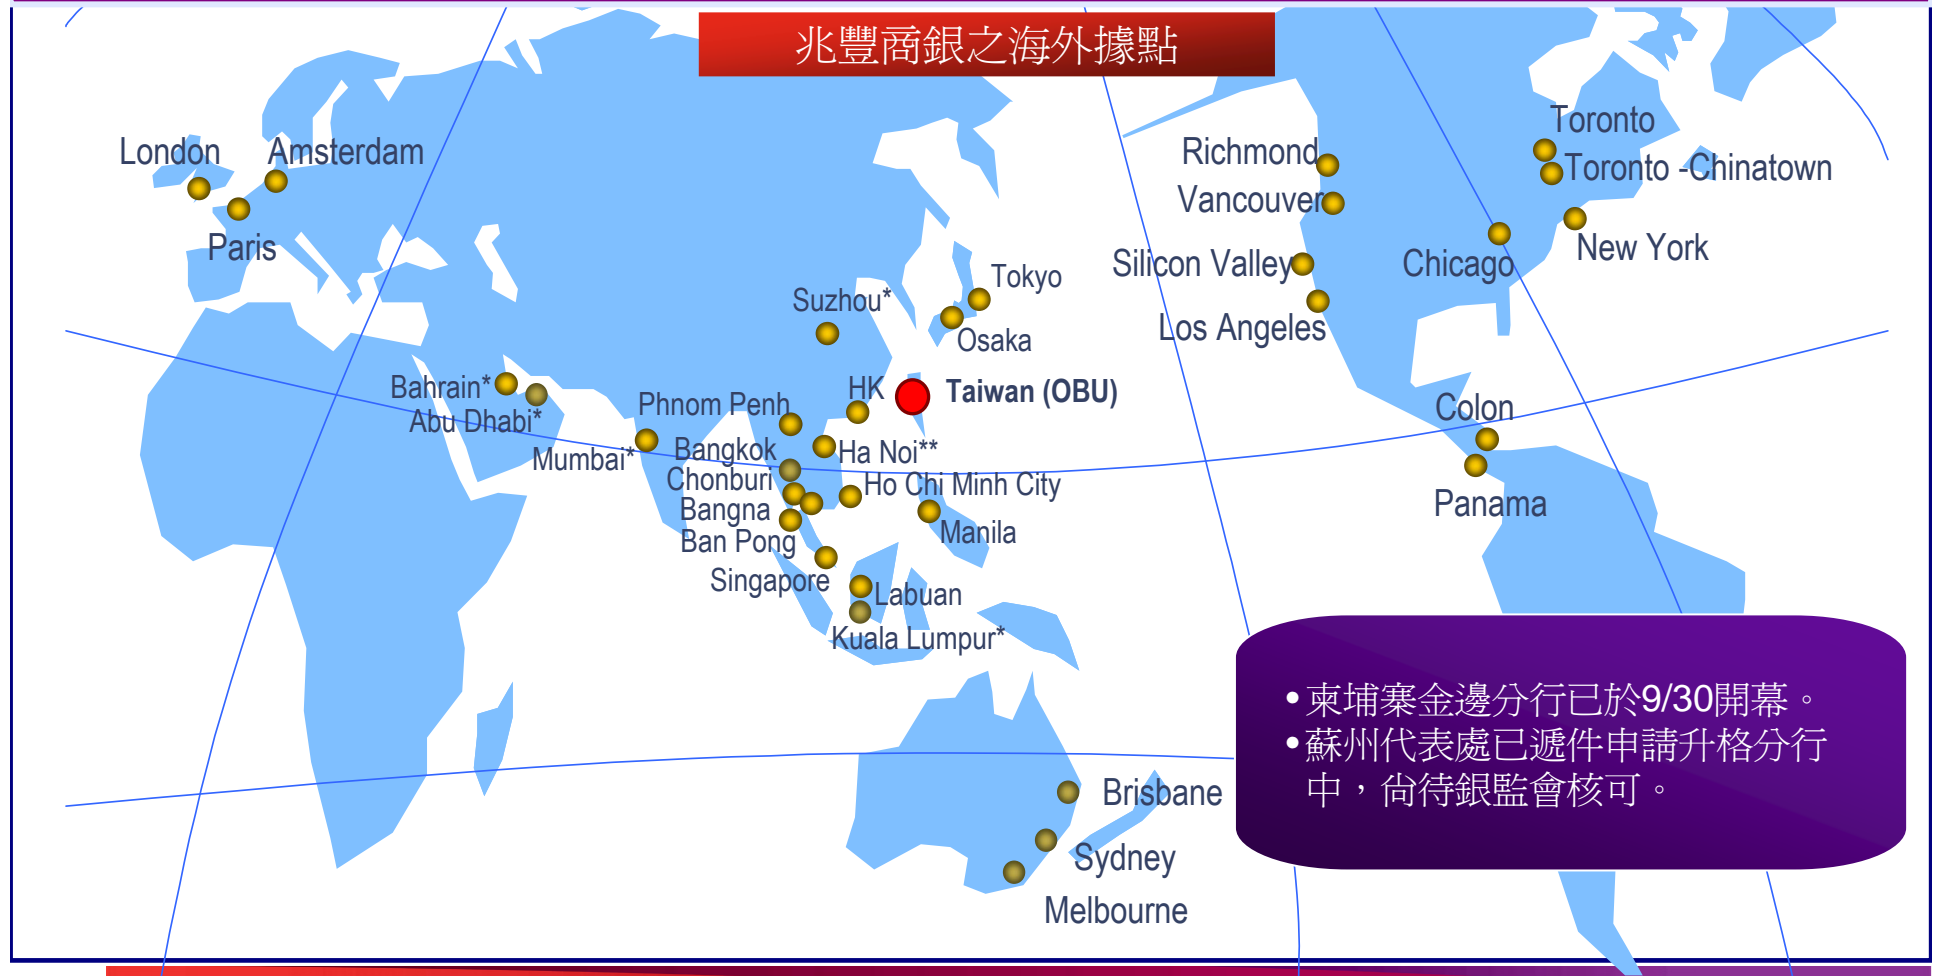 兆豐商銀之海外據點
London
Amsterdam
Paris
Richmond
Vancouver
Silicon Valley
Los Angeles
Toronto
Toronto -Chinatown
New York
Chicago
Tokyo
Suzhou*
Osaka
Bahrain*
Abu Dhabi*
Mumbai*
Phnom Penh
HK
Taiwan (OBU)
Bangkok
Ha Noi**
Chonburi
Ho Chi Minh City
Bangna
Ban Pong
Manila
Singapore
Labuan
Kuala Lumpur*
Colon
Panama
•柬埔寨金邊分行已於9/30開幕。
•蘇州代表處已遞件申請升格分行
中，尚待銀監會核可。
Brisbane
Sydney
Melbourne